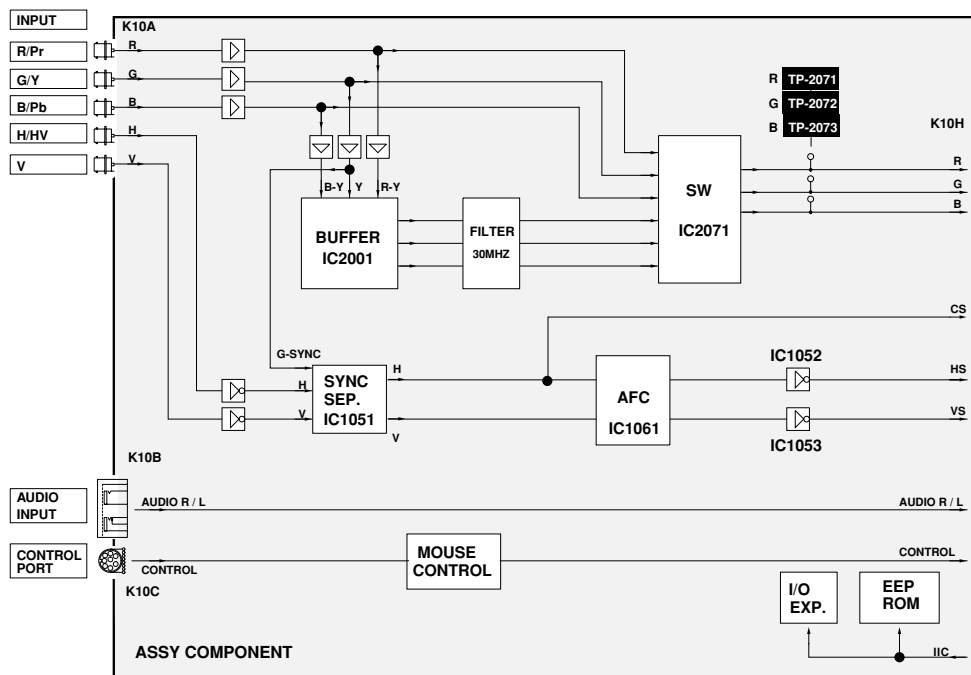 INPUT
K10A
R/Pr
R
G/Y
G
B/Pb
B
H/HV
H
V
V
R TP-2071
G TP-2072
B TP-2073
K10H
B-Y
Y
R-Y
BUFFER
IC2001
FILTER
30MHZ
SW
IC2071
R
G
B
CS
G-SYNC
H
V
SYNC
SEP.
IC1051
H
V
AFC
IC1061
IC1052
HS
VS
IC1053
K10B
AUDIO
INPUT
AUDIO R / L
AUDIO R / L
CONTROL
PORT
CONTROL
MOUSE
CONTROL
CONTROL
K10C
I/O
EXP.
EEP
ROM
IIC
ASSY COMPONENT